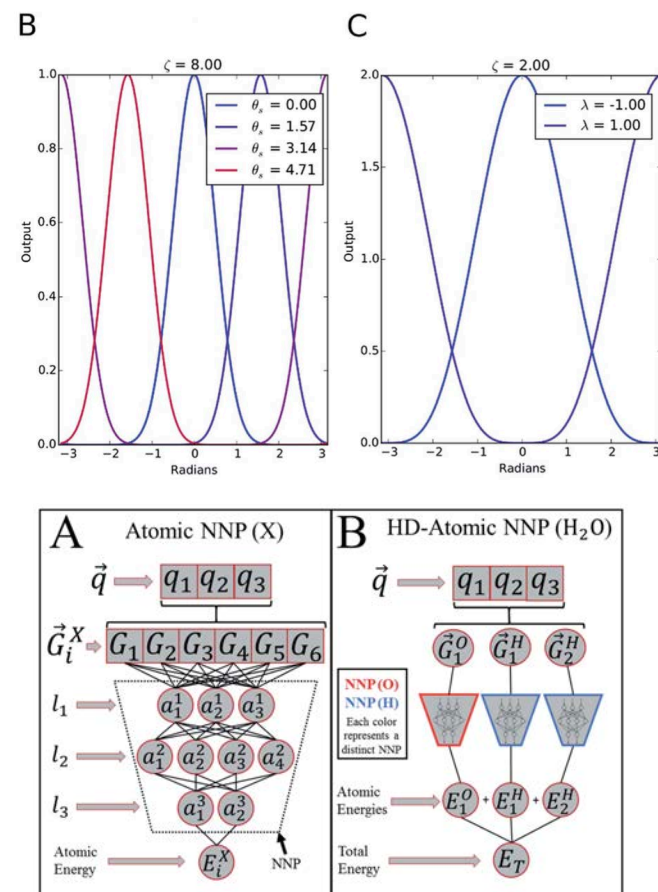 B
ζ = 8.00
Output
1.0
0.8
0.6
0.4
0.2
0.0
−3 −2 −1 0 1 2 3
Radians
θs = 0.00
θs = 1.57
θs = 3.14
θs = 4.71
C
ζ = 2.00
Output
2.0
1.5
1.0
0.5
0.0
−3 −2 −1 0 1 2 3
Radians
λ = -1.00
λ = 1.00
A Atomic NNP (X)
q⃗ q₁ q₂ q₃
G⃗ᵢˣ G₁ G₂ G₃ G₄ G₅ G₆
l₁ a₁¹ a₂¹ a₃¹
l₂ a₁² a₂² a₃² a₄²
l₃ a₁³ a₂³
Atomic
Energy
Eᵢˣ
NNP
B HD-Atomic NNP (H₂O)
q⃗ q₁ q₂ q₃
G⃗₁ᴼ G⃗₁ᴴ G⃗₂ᴴ
NNP(O)
NNP(H)
Each color
represents a
distinct NNP
Atomic
Energies
E₁ᴼ + E₁ᴴ + E₂ᴴ
Total
Energy
E_T